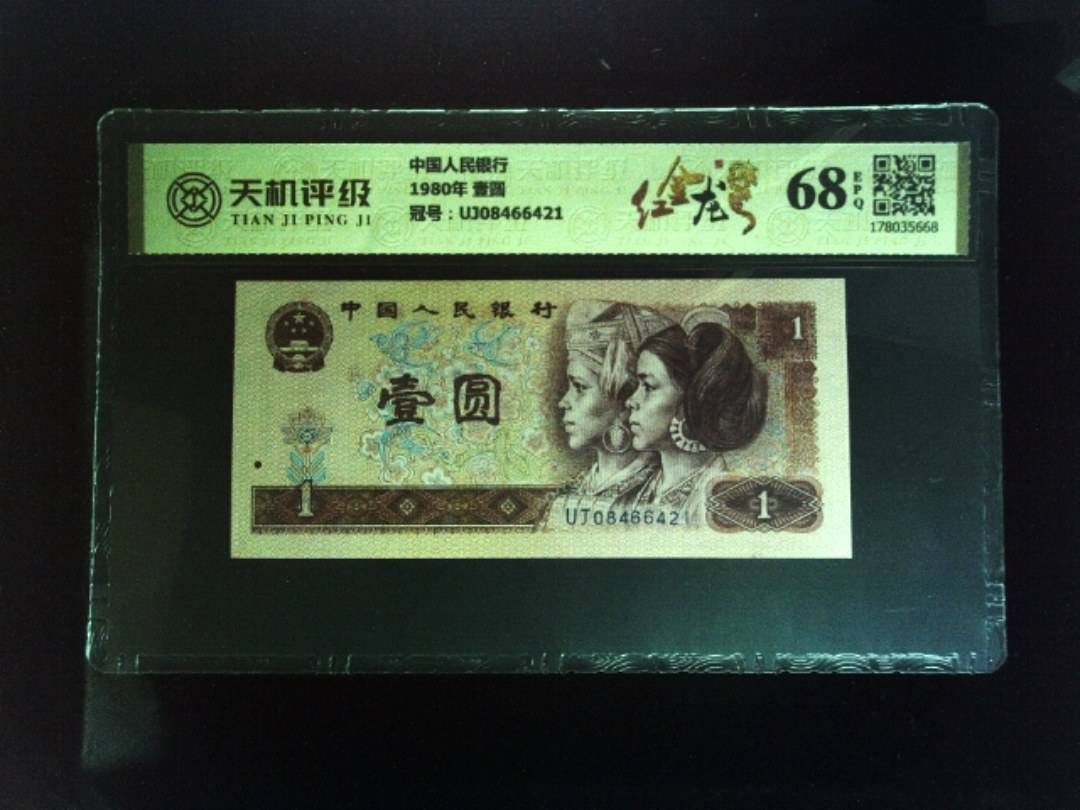 天机评级
TIAN JI PING JI
中国人民银行
1980年 壹圆
冠号：UJ08466421
红金龙
68
EPQ
178035668
中国人民银行
壹圆
1
1
UJ08466421
1